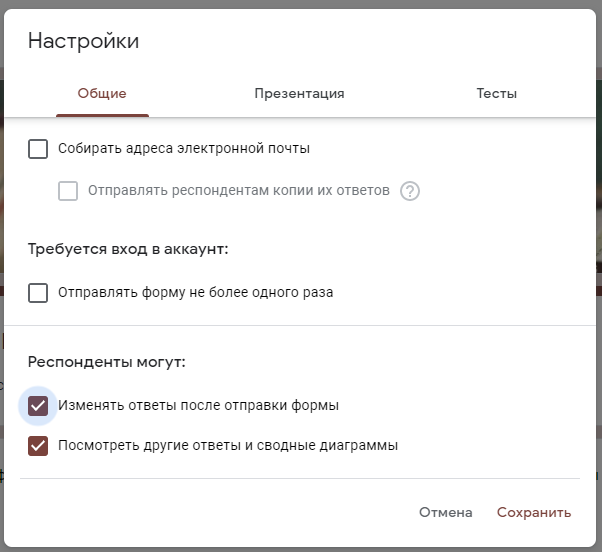 Настройки
Общие Презентация Тесты
Собирать адреса электронной почты
Отправлять респондентам копии их ответов ?
Требуется вход в аккаунт:
Отправлять форму не более одного раза
Респонденты могут:
Изменять ответы после отправки формы
Посмотреть другие ответы и сводные диаграммы
Отмена Сохранить